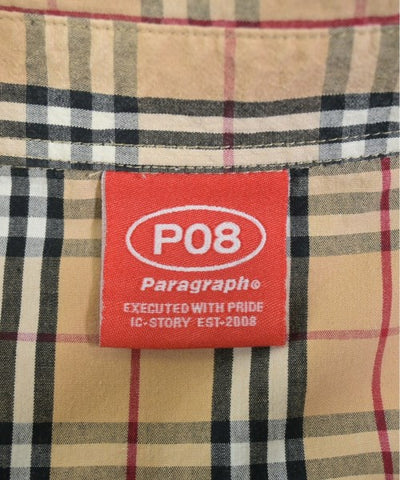 P08
Paragraph®
EXECUTED WITH PRIDE
IC-STORY EST-2008